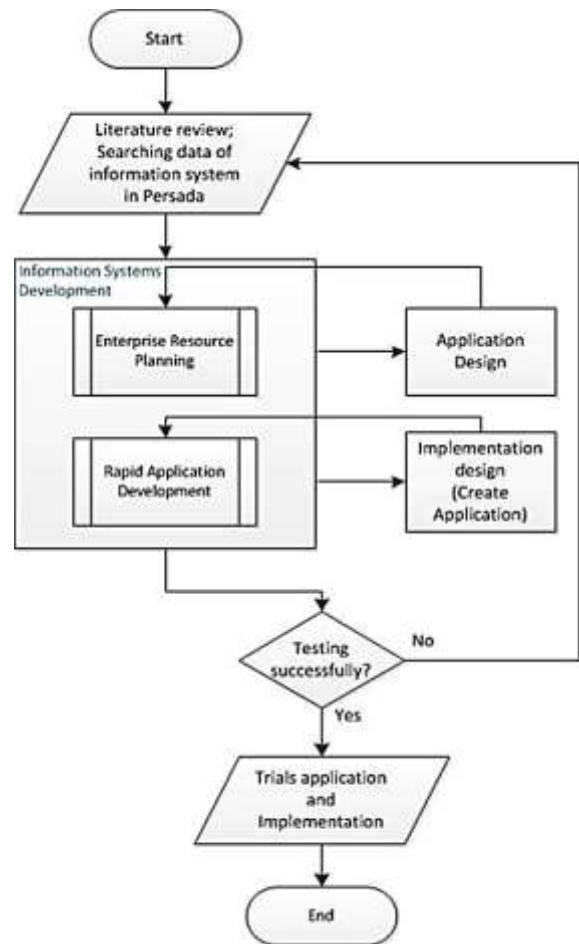 Start
Literature review;
Searching data of
information system
in Persada
Information Systems
Development
Enterprise Resource
Planning
Application
Design
Rapid Application
Development
Implementation
design
(Create
Application)
Testing
successfully?
No
Yes
Trials application
and
Implementation
End